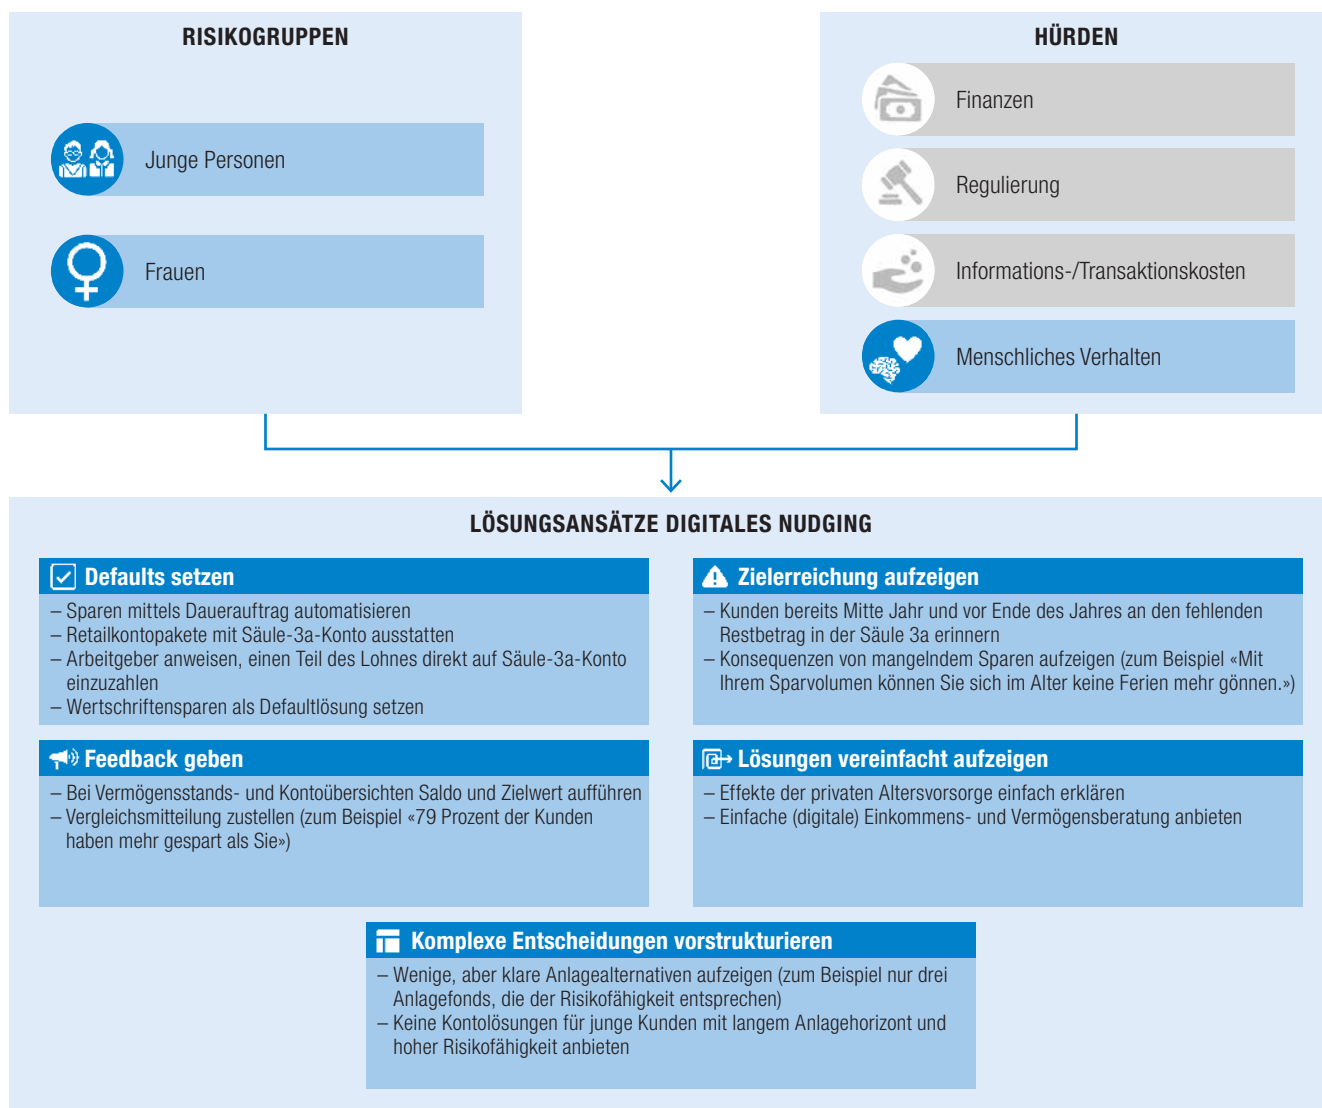 RISIKOGRUPPEN
Junge Personen
Frauen
HÜRDEN
Finanzen
Regulierung
Informations-/Transaktionskosten
Menschliches Verhalten
LÖSUNGSANSÄTZE DIGITALES NUDGING
Defaults setzen
– Sparen mittels Dauerauftrag automatisieren
– Retailkontopakete mit Säule-3a-Konto ausstatten
– Arbeitgeber anweisen, einen Teil des Lohnes direkt auf Säule-3a-Konto
einzuzahlen
– Wertschriftensparen als Defaultlösung setzen
Zielerreichung aufzeigen
– Kunden bereits Mitte Jahr und vor Ende des Jahres an den fehlenden
Restbetrag in der Säule 3a erinnern
– Konsequenzen von mangelndem Sparen aufzeigen (zum Beispiel «Mit
Ihrem Sparvolumen können Sie sich im Alter keine Ferien mehr gönnen.»)
Feedback geben
– Bei Vermögensstands- und Kontoübersichten Saldo und Zielwert aufführen
– Vergleichsmitteilung zustellen (zum Beispiel «79 Prozent der Kunden
haben mehr gespart als Sie»)
Lösungen vereinfacht aufzeigen
– Effekte der privaten Altersvorsorge einfach erklären
– Einfache (digitale) Einkommens- und Vermögensberatung anbieten
Komplexe Entscheidungen vorstrukturieren
– Wenige, aber klare Anlagealternativen aufzeigen (zum Beispiel nur drei
Anlagefonds, die der Risikofähigkeit entsprechen)
– Keine Kontolösungen für junge Kunden mit langem Anlagehorizont und
hoher Risikofähigkeit anbieten